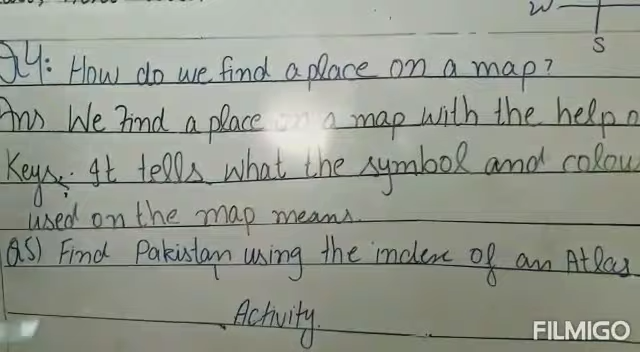 W
S
Q4: How do we find a place on a map?
Ans We find a place on a map with the help o
Keys. It tells what the symbol and colou
used on the map means.
Q5) Find Pakistan using the index of an Atlas
Activity.
FILMIGO